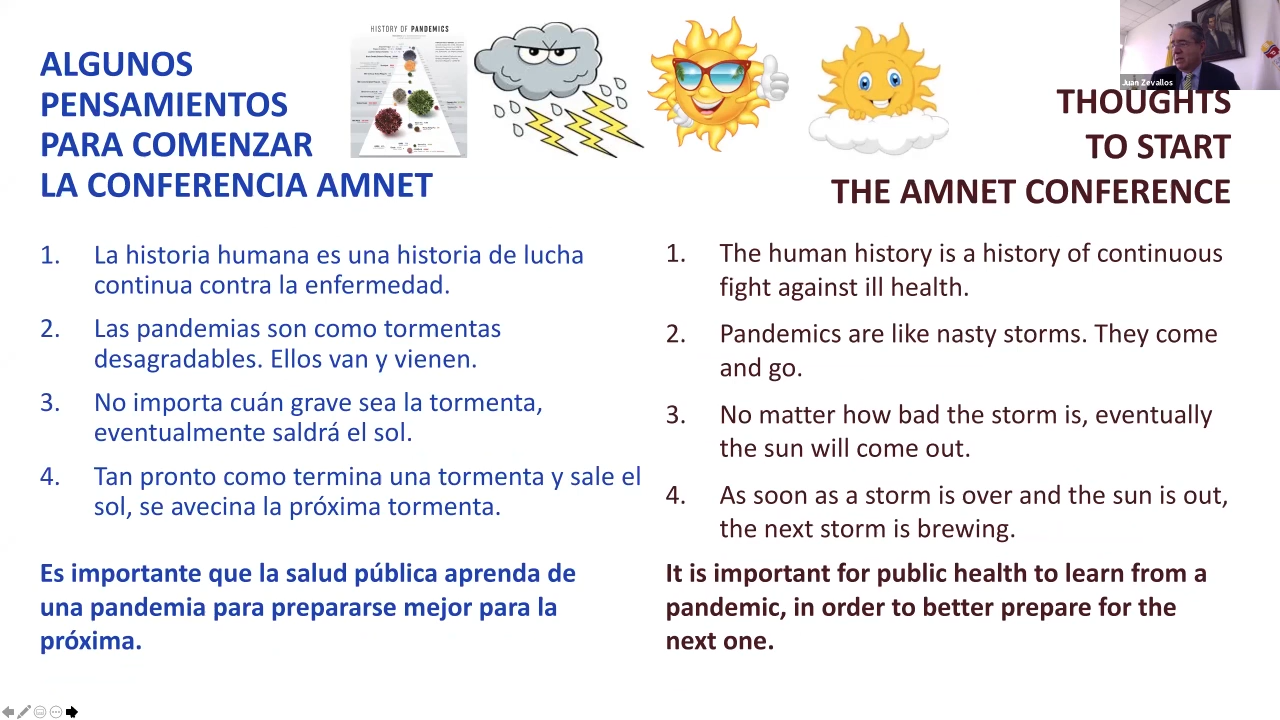 ALGUNOS
PENSAMIENTOS
PARA COMENZAR
LA CONFERENCIA AMNET
HISTORY OF PANDEMICS
Juan Zevallos
THOUGHTS
TO START
THE AMNET CONFERENCE
1. La historia humana es una historia de lucha
continua contra la enfermedad.
2. Las pandemias son como tormentas
desagradables. Ellos van y vienen.
3. No importa cuán grave sea la tormenta,
eventualmente saldrá el sol.
4. Tan pronto como termina una tormenta y sale el
sol, se avecina la próxima tormenta.
Es importante que la salud pública aprenda de
una pandemia para prepararse mejor para la
próxima.
1. The human history is a history of continuous
fight against ill health.
2. Pandemics are like nasty storms. They come
and go.
3. No matter how bad the storm is, eventually
the sun will come out.
4. As soon as a storm is over and the sun is out,
the next storm is brewing.
It is important for public health to learn from a
pandemic, in order to better prepare for the
next one.